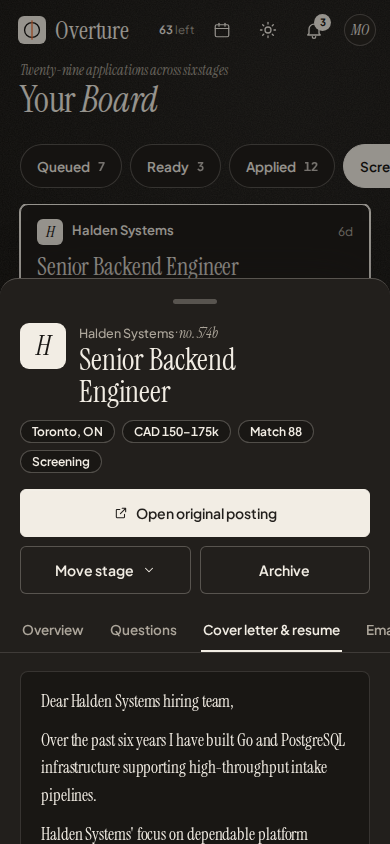 Overture
63 left
3
MO
Twenty-nine applications across six stages
Your Board
Queued 7
Ready 3
Applied 12
Scre
H
Halden Systems
6d
Senior Backend Engineer
H
Halden Systems · no. 574b
Senior Backend
Engineer
Toronto, ON
CAD 150–175k
Match 88
Screening
Open original posting
Move stage
Archive
Overview
Questions
Cover letter & resume
Ema
Dear Halden Systems hiring team,
Over the past six years I have built Go and PostgreSQL
infrastructure supporting high-throughput intake
pipelines.
Halden Systems' focus on dependable platform